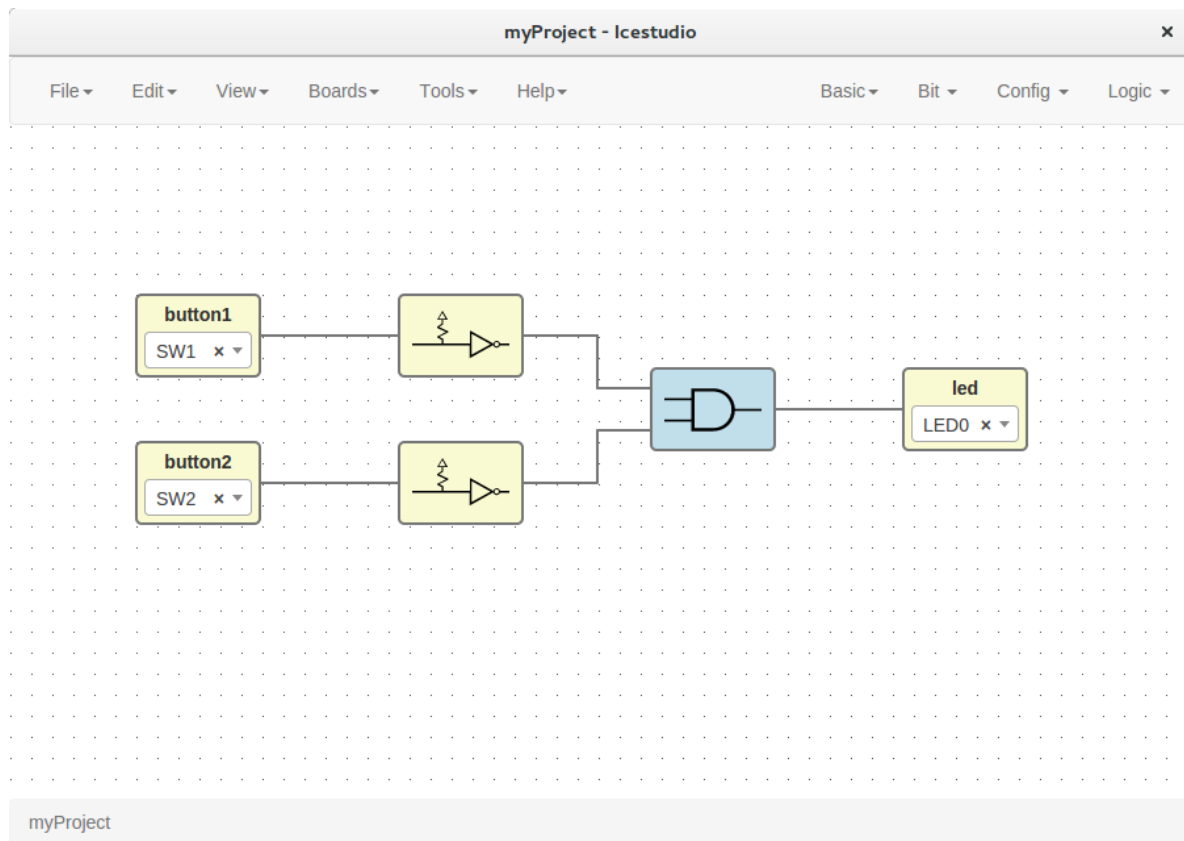 myProject - Icestudio ×
File Edit View Boards Tools Help Basic Bit Config Logic
button1
SW1 ×
led
LED0 ×
button2
SW2 ×
myProject